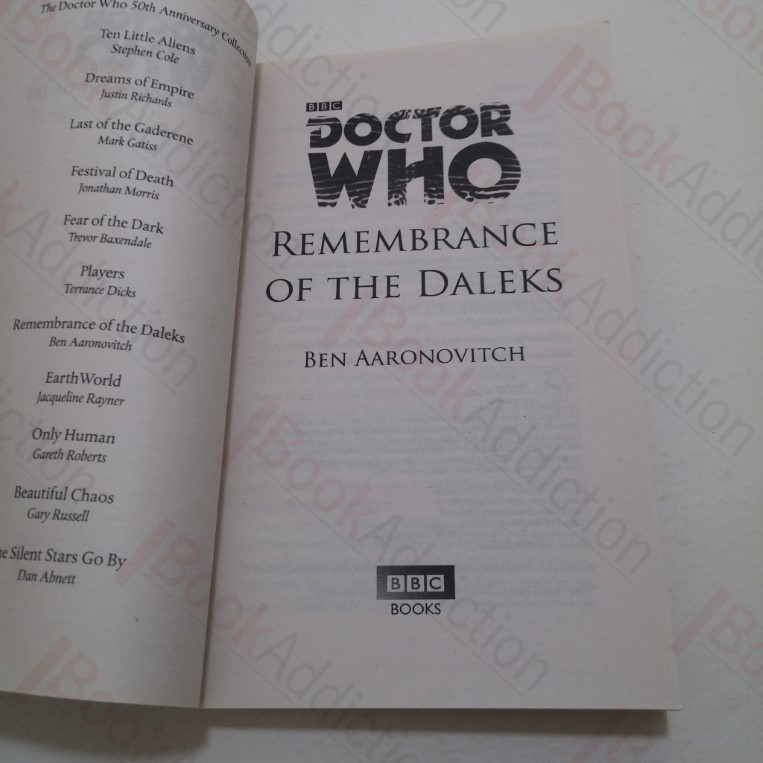 The Doctor Who 50th Anniversary Collection
Ten Little Aliens
Stephen Cole
Dreams of Empire
Justin Richards
Last of the Gaderene
Mark Gatiss
Festival of Death
Jonathan Morris
Fear of the Dark
Trevor Baxendale
Players
Terrance Dicks
Remembrance of the Daleks
Ben Aaronovitch
EarthWorld
Jacqueline Rayner
Only Human
Gareth Roberts
Beautiful Chaos
Gary Russell
e Silent Stars Go By
Dan Abnett
BBC
DOCTOR
WHO
REMEMBRANCE
OF THE DALEKS
BEN AARONOVITCH
BBC
BOOKS
BookAddiction